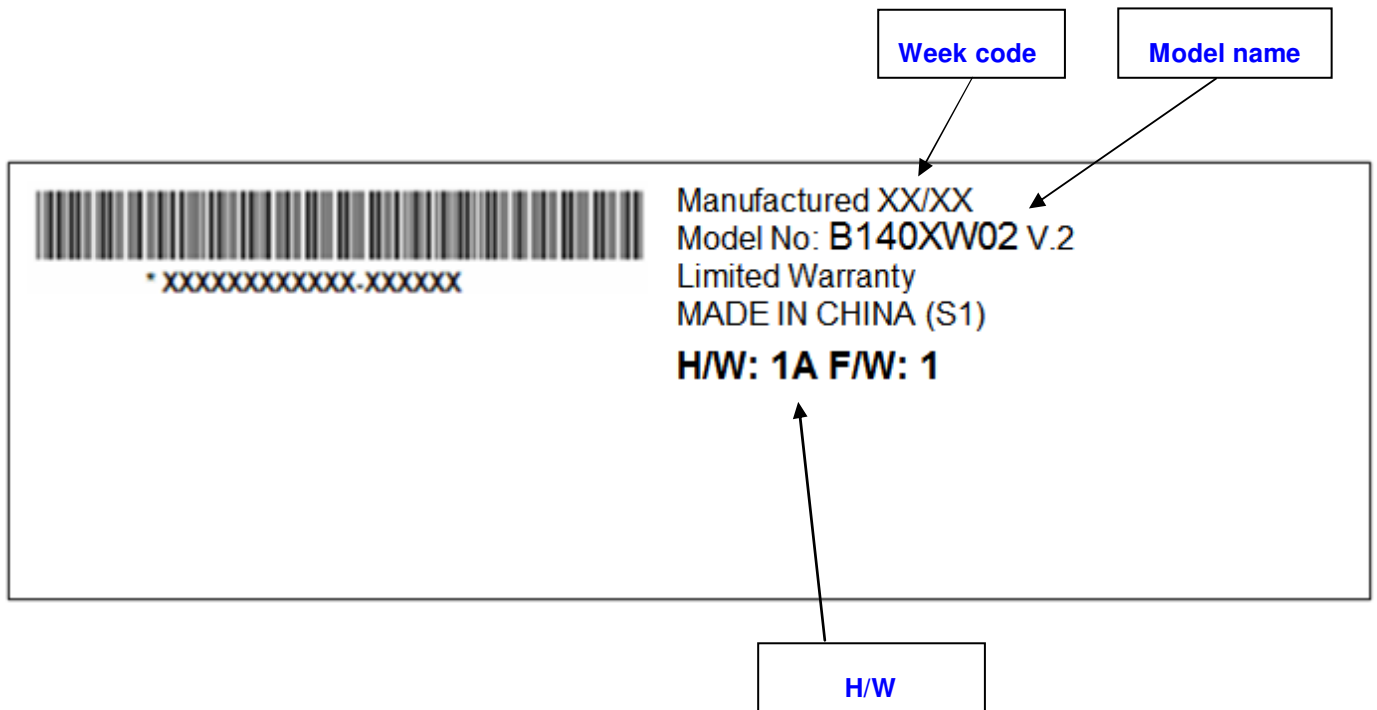 Week code
Model name
Manufactured XX/XX
Model No: B140XW02 V.2
Limited Warranty
MADE IN CHINA (S1)
H/W: 1A F/W: 1
* XXXXXXXXXXXX-XXXXXX
H/W